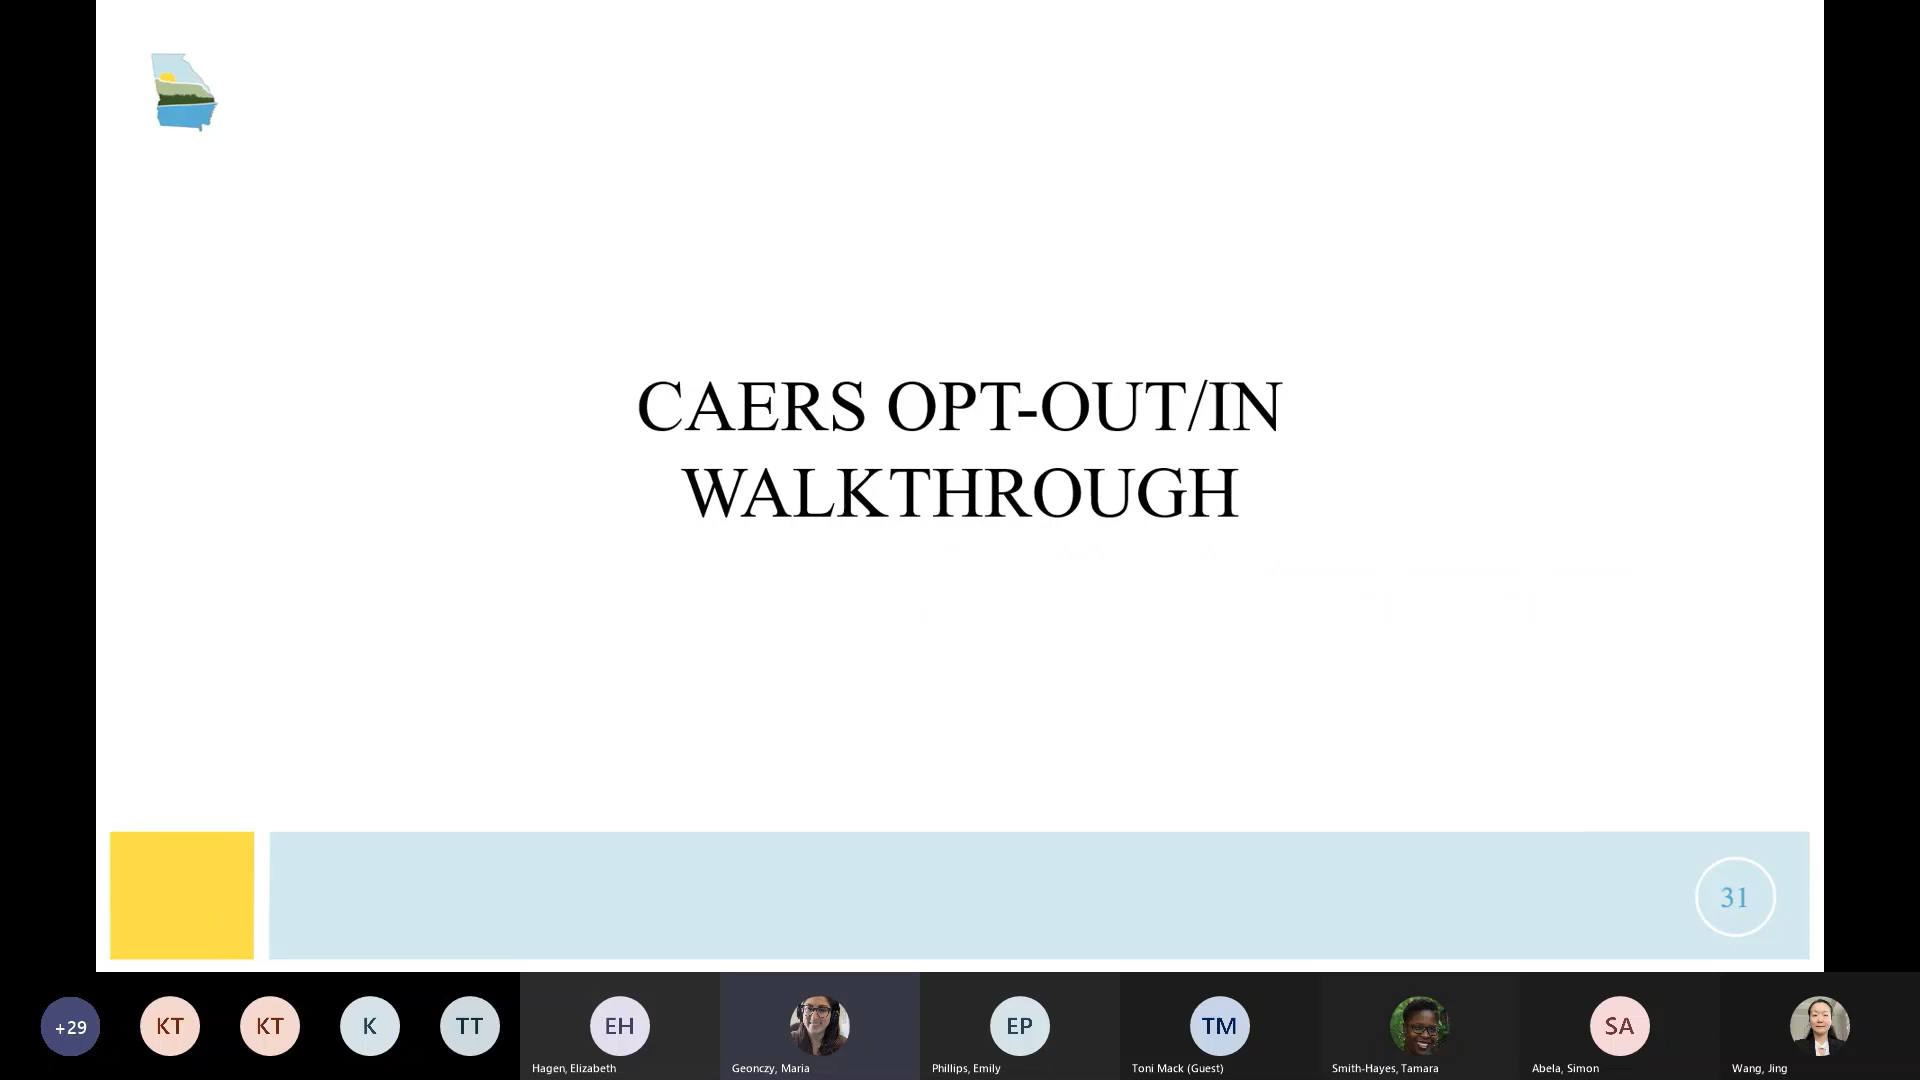 CAERS OPT-OUT/IN
WALKTHROUGH
31
+29
KT
KT
K
TT
EH
EP
TM
SA
Hagen, Elizabeth
Geonczy, Maria
Phillips, Emily
Toni Mack (Guest)
Smith-Hayes, Tamara
Abela, Simon
Wang, Jing